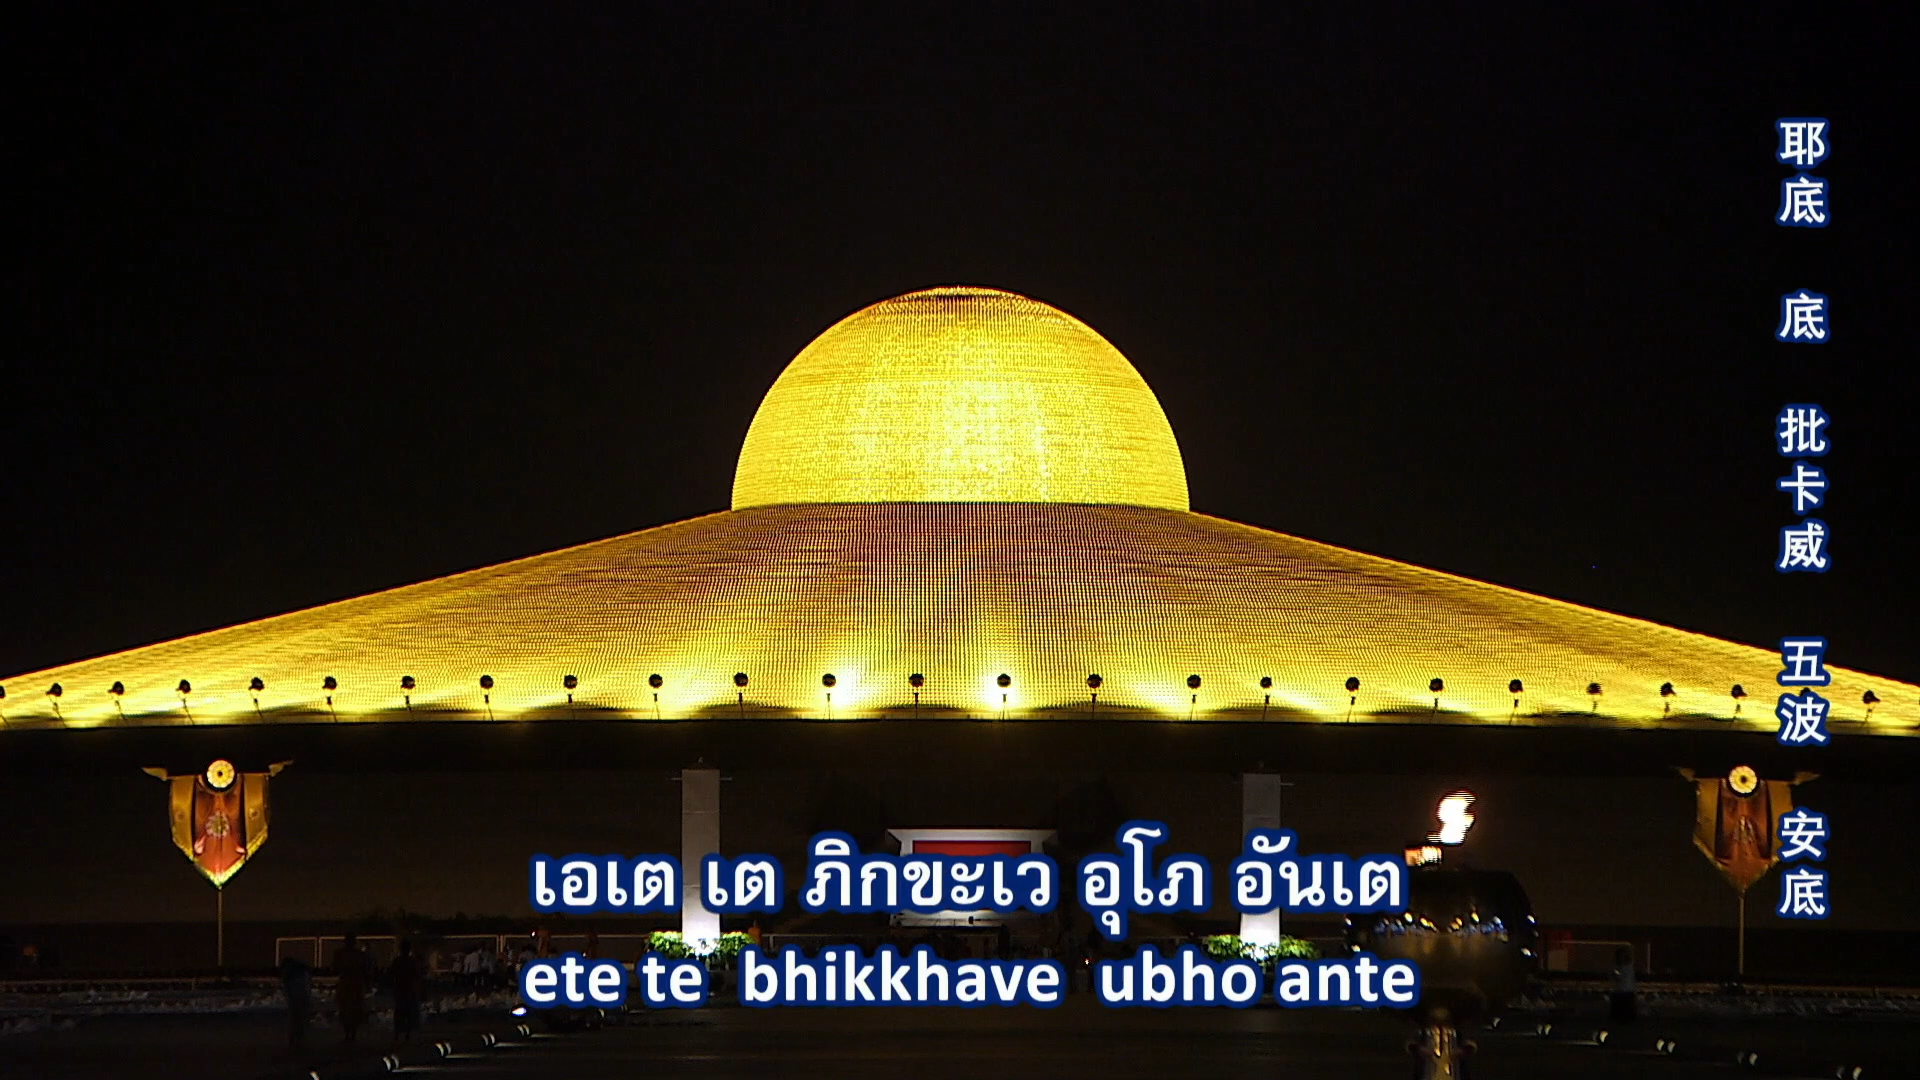 耶底 底 批卡威 五波 安底
เอเต เต ภิกขะเว อุโภ อันเต
ete te bhikkhave ubho ante